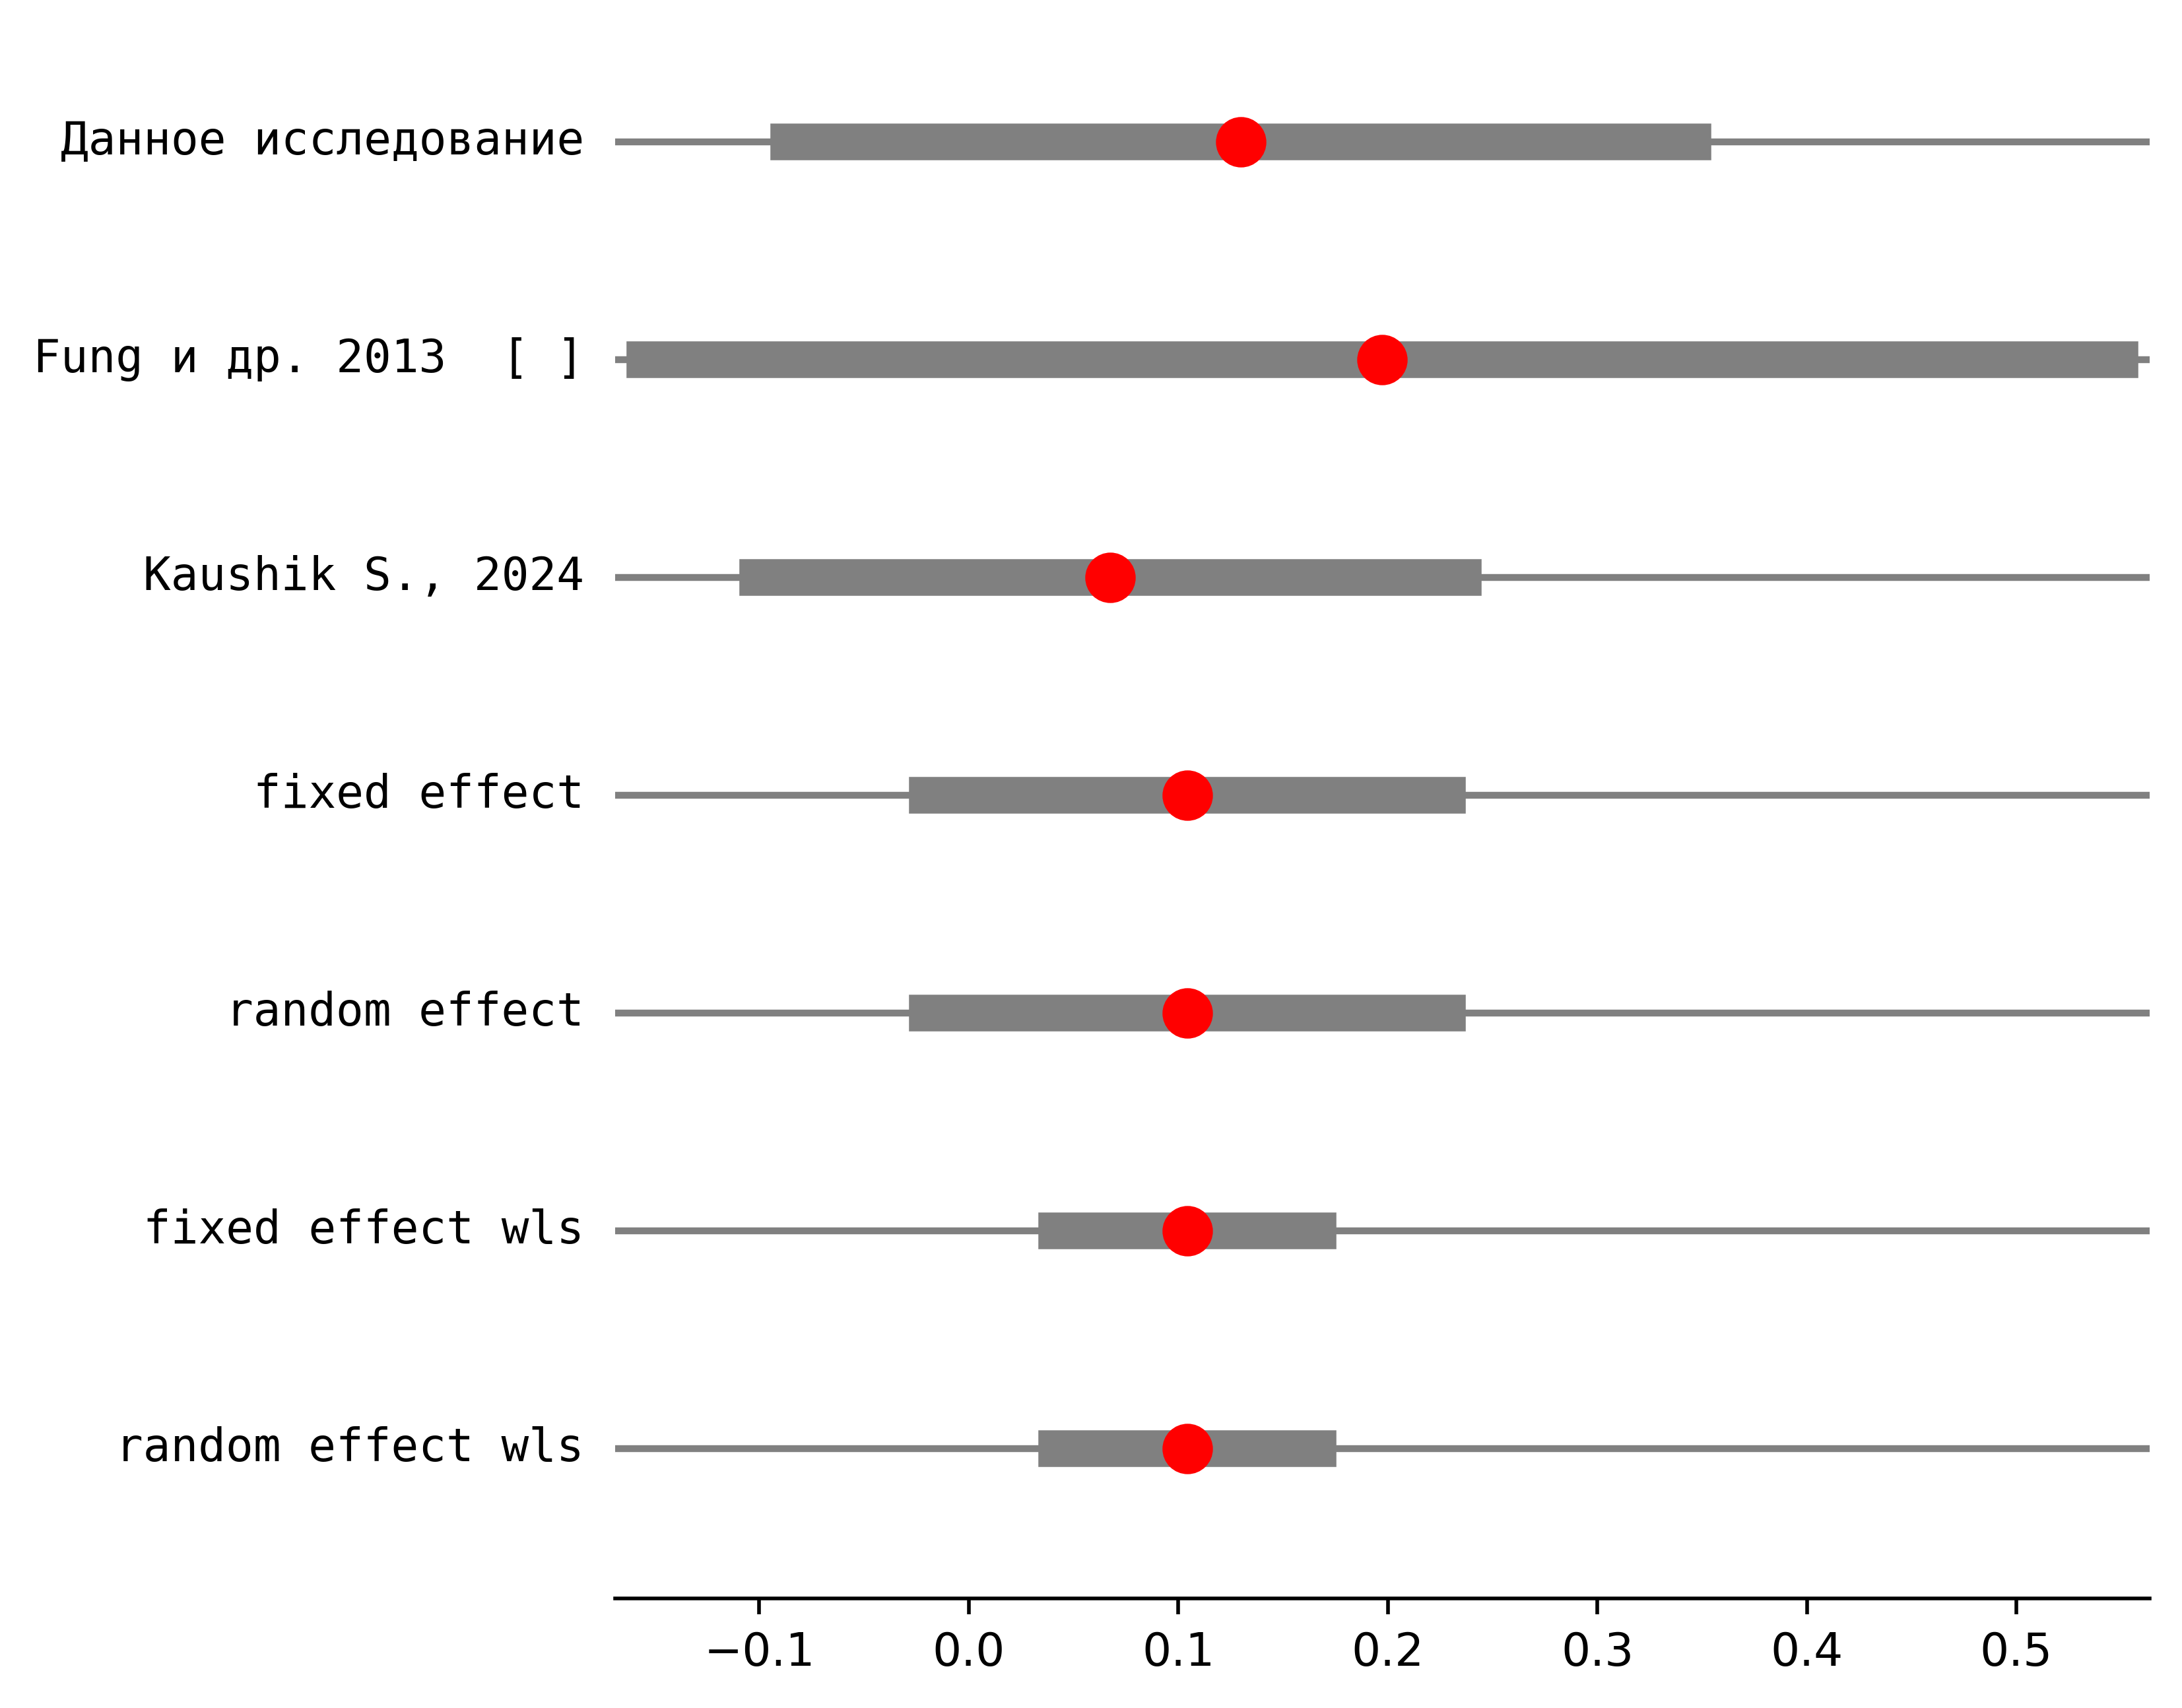 Данное исследование
Fung и др. 2013  [ ]
Kaushik S., 2024
fixed effect
random effect
fixed effect wls
random effect wls
−0.1 0.0 0.1 0.2 0.3 0.4 0.5